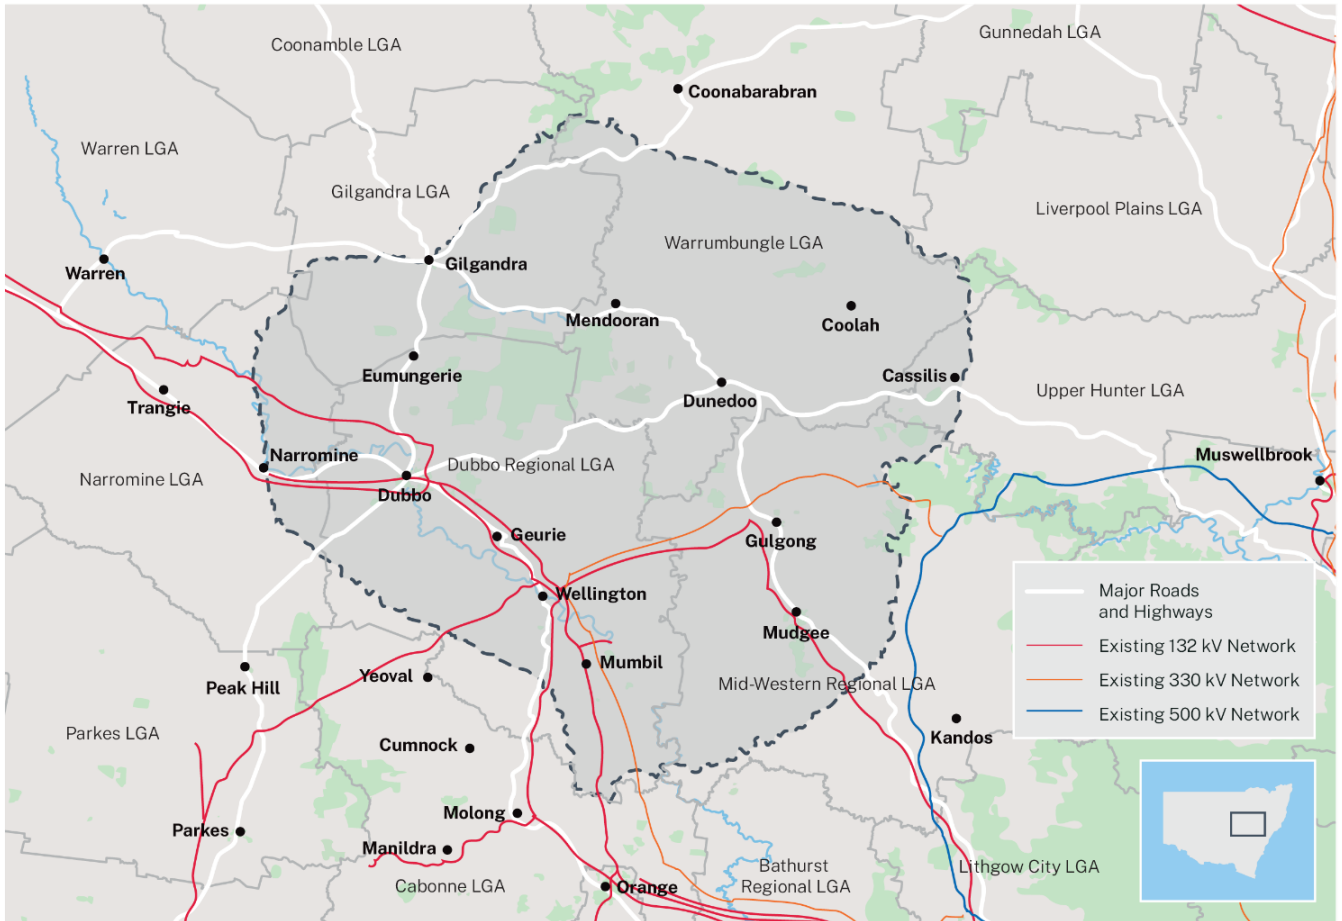 Coonamble LGA
Gunnedah LGA
Coonabarabran
Warren LGA
Gilgandra LGA
Liverpool Plains LGA
Warrumbungle LGA
Warren
Gilgandra
Mendooran
Coolah
Eumungerie
Cassilis
Trangie
Dunedoo
Upper Hunter LGA
Narromine
Muswellbrook
Narromine LGA
Dubbo Regional LGA
Dubbo
Geurie
Gulgong
Wellington
Mudgee
Mumbil
Yeoval
Peak Hill
Mid-Western Regional LGA
Parkes LGA
Cumnock
Kandos
Molong
Parkes
Manildra
Cabonne LGA
Orange
Bathurst
Regional LGA
Lithgow City LGA
Major Roads
and Highways
Existing 132 kV Network
Existing 330 kV Network
Existing 500 kV Network